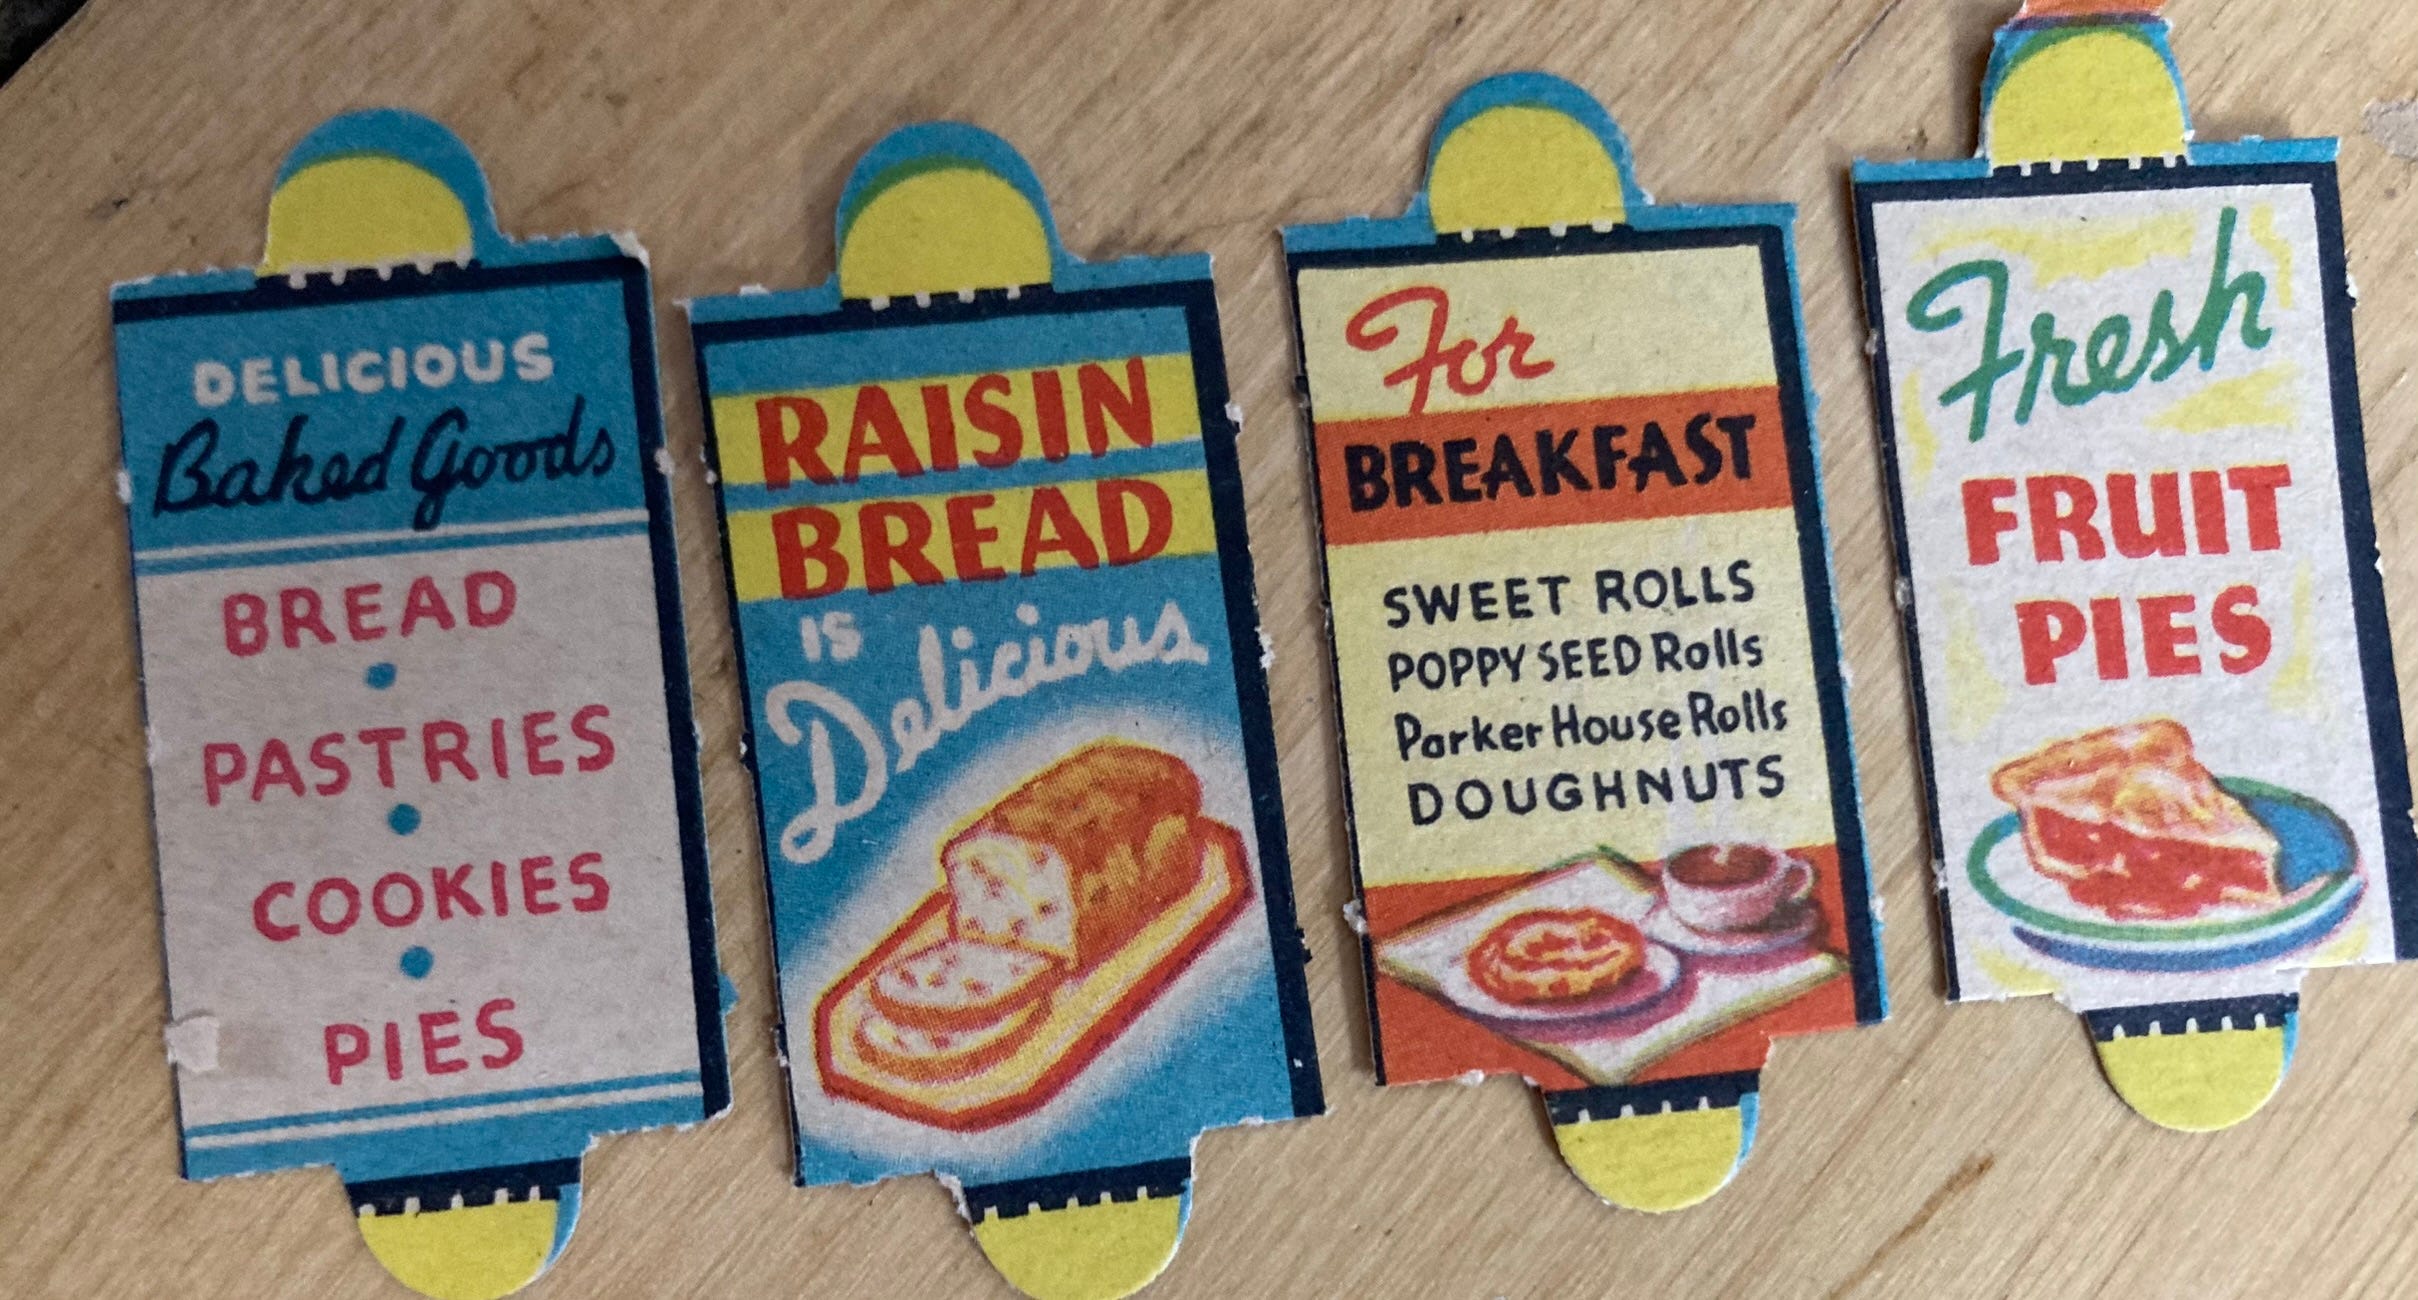 DELICIOUS
Baked Goods
BREAD
PASTRIES
COOKIES
PIES
RAISIN
BREAD
IS
Delicious
For
BREAKFAST
SWEET ROLLS
POPPY SEED Rolls
Parker House Rolls
DOUGHNUTS
Fresh
FRUIT
PIES